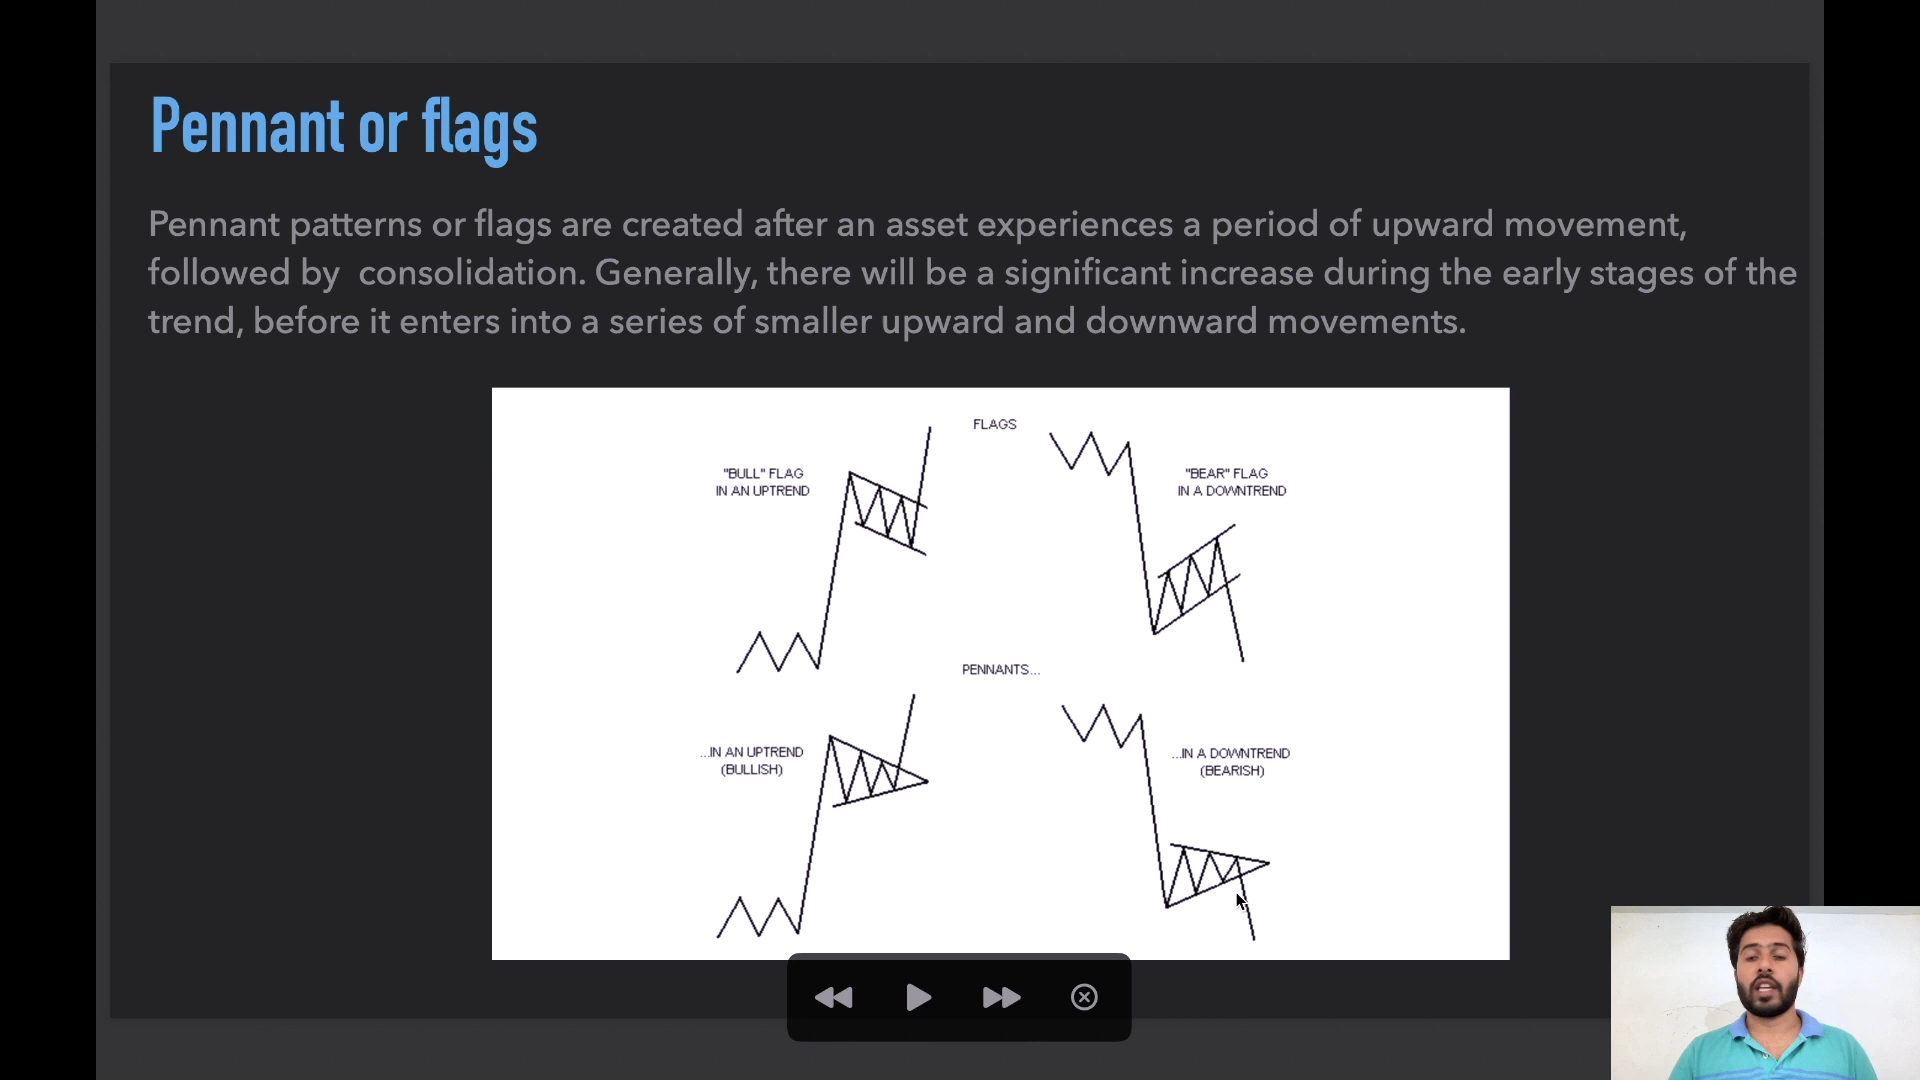 Pennant or flags
Pennant patterns or flags are created after an asset experiences a period of upward movement,
followed by  consolidation. Generally, there will be a significant increase during the early stages of the
trend, before it enters into a series of smaller upward and downward movements.
FLAGS
"BULL" FLAG
IN AN UPTREND
"BEAR" FLAG
IN A DOWNTREND
PENNANTS...
...IN AN UPTREND
(BULLISH)
...IN A DOWNTREND
(BEARISH)